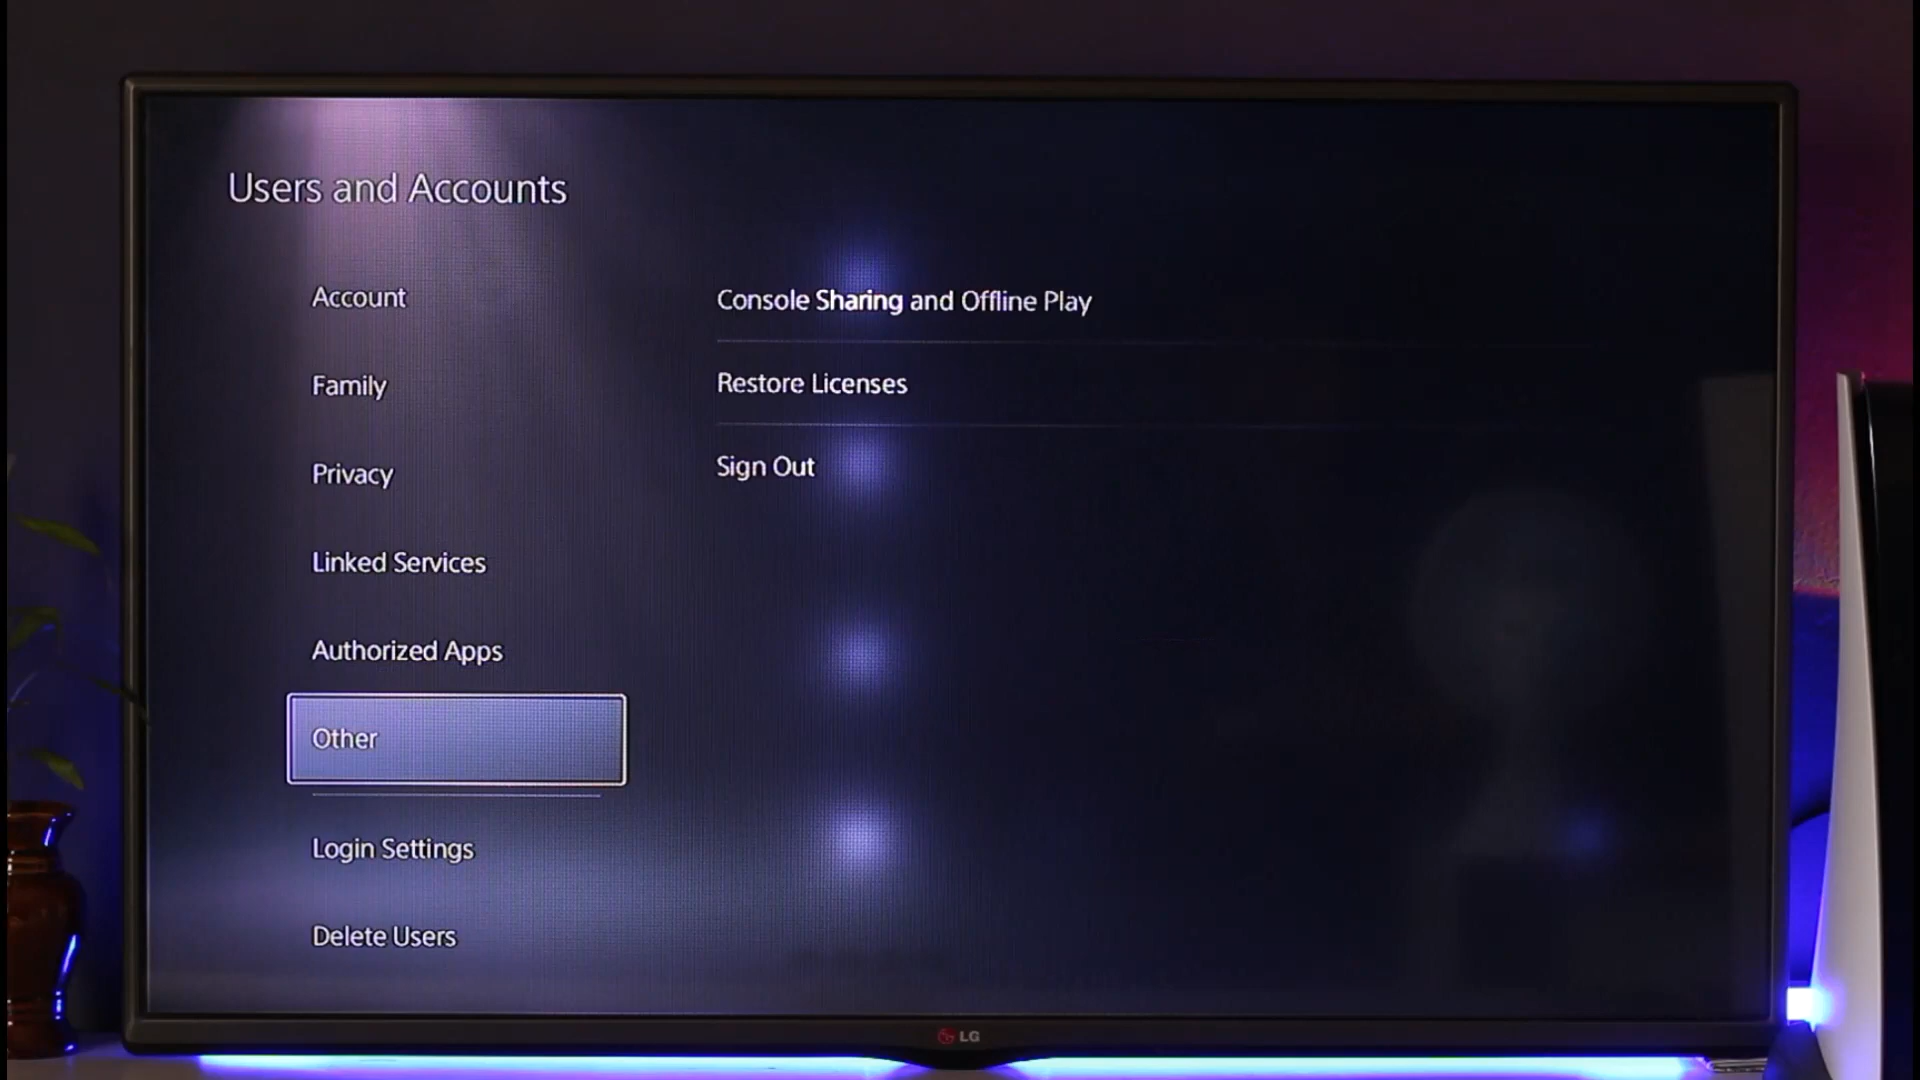 Users and Accounts
Account
Family
Privacy
Linked Services
Authorized Apps
Other
Login Settings
Delete Users
Console Sharing and Offline Play
Restore Licenses
Sign Out
LG